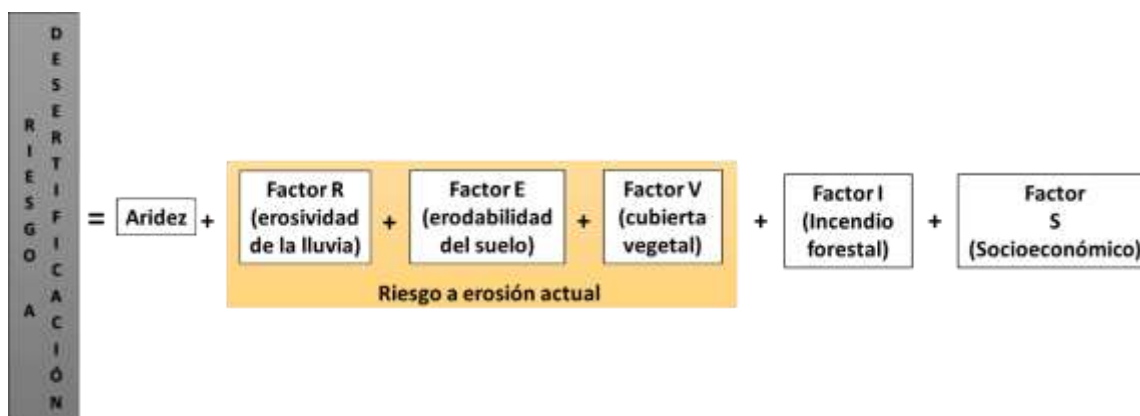 RIESGO A
DESERTIFICACIÓN
=
Aridez
+
Factor R
(erosividad
de la lluvia)
+
Factor E
(erodabilidad
del suelo)
+
Factor V
(cubierta
vegetal)
Riesgo a erosión actual
+
Factor I
(Incendio
forestal)
+
Factor
S
(Socioeconómico)